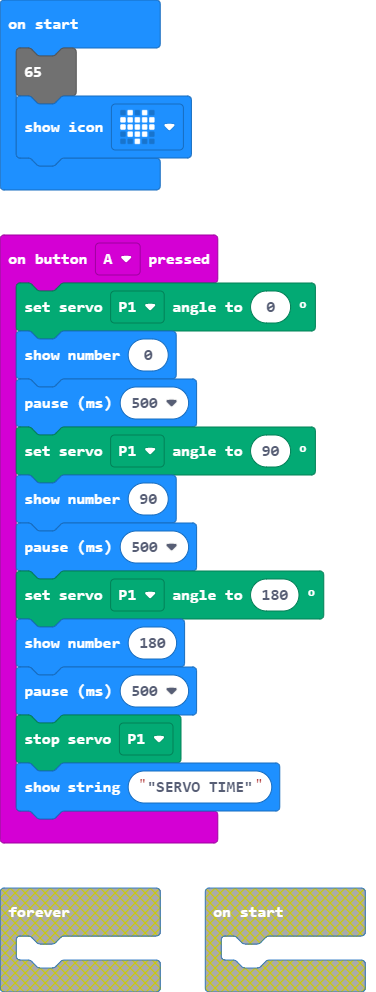 on start
65
show icon
on button A pressed
set servo P1 angle to 0 °
show number 0
pause (ms) 500
set servo P1 angle to 90 °
show number 90
pause (ms) 500
set servo P1 angle to 180 °
show number 180
pause (ms) 500
stop servo P1
show string ""SERVO TIME""
forever on start